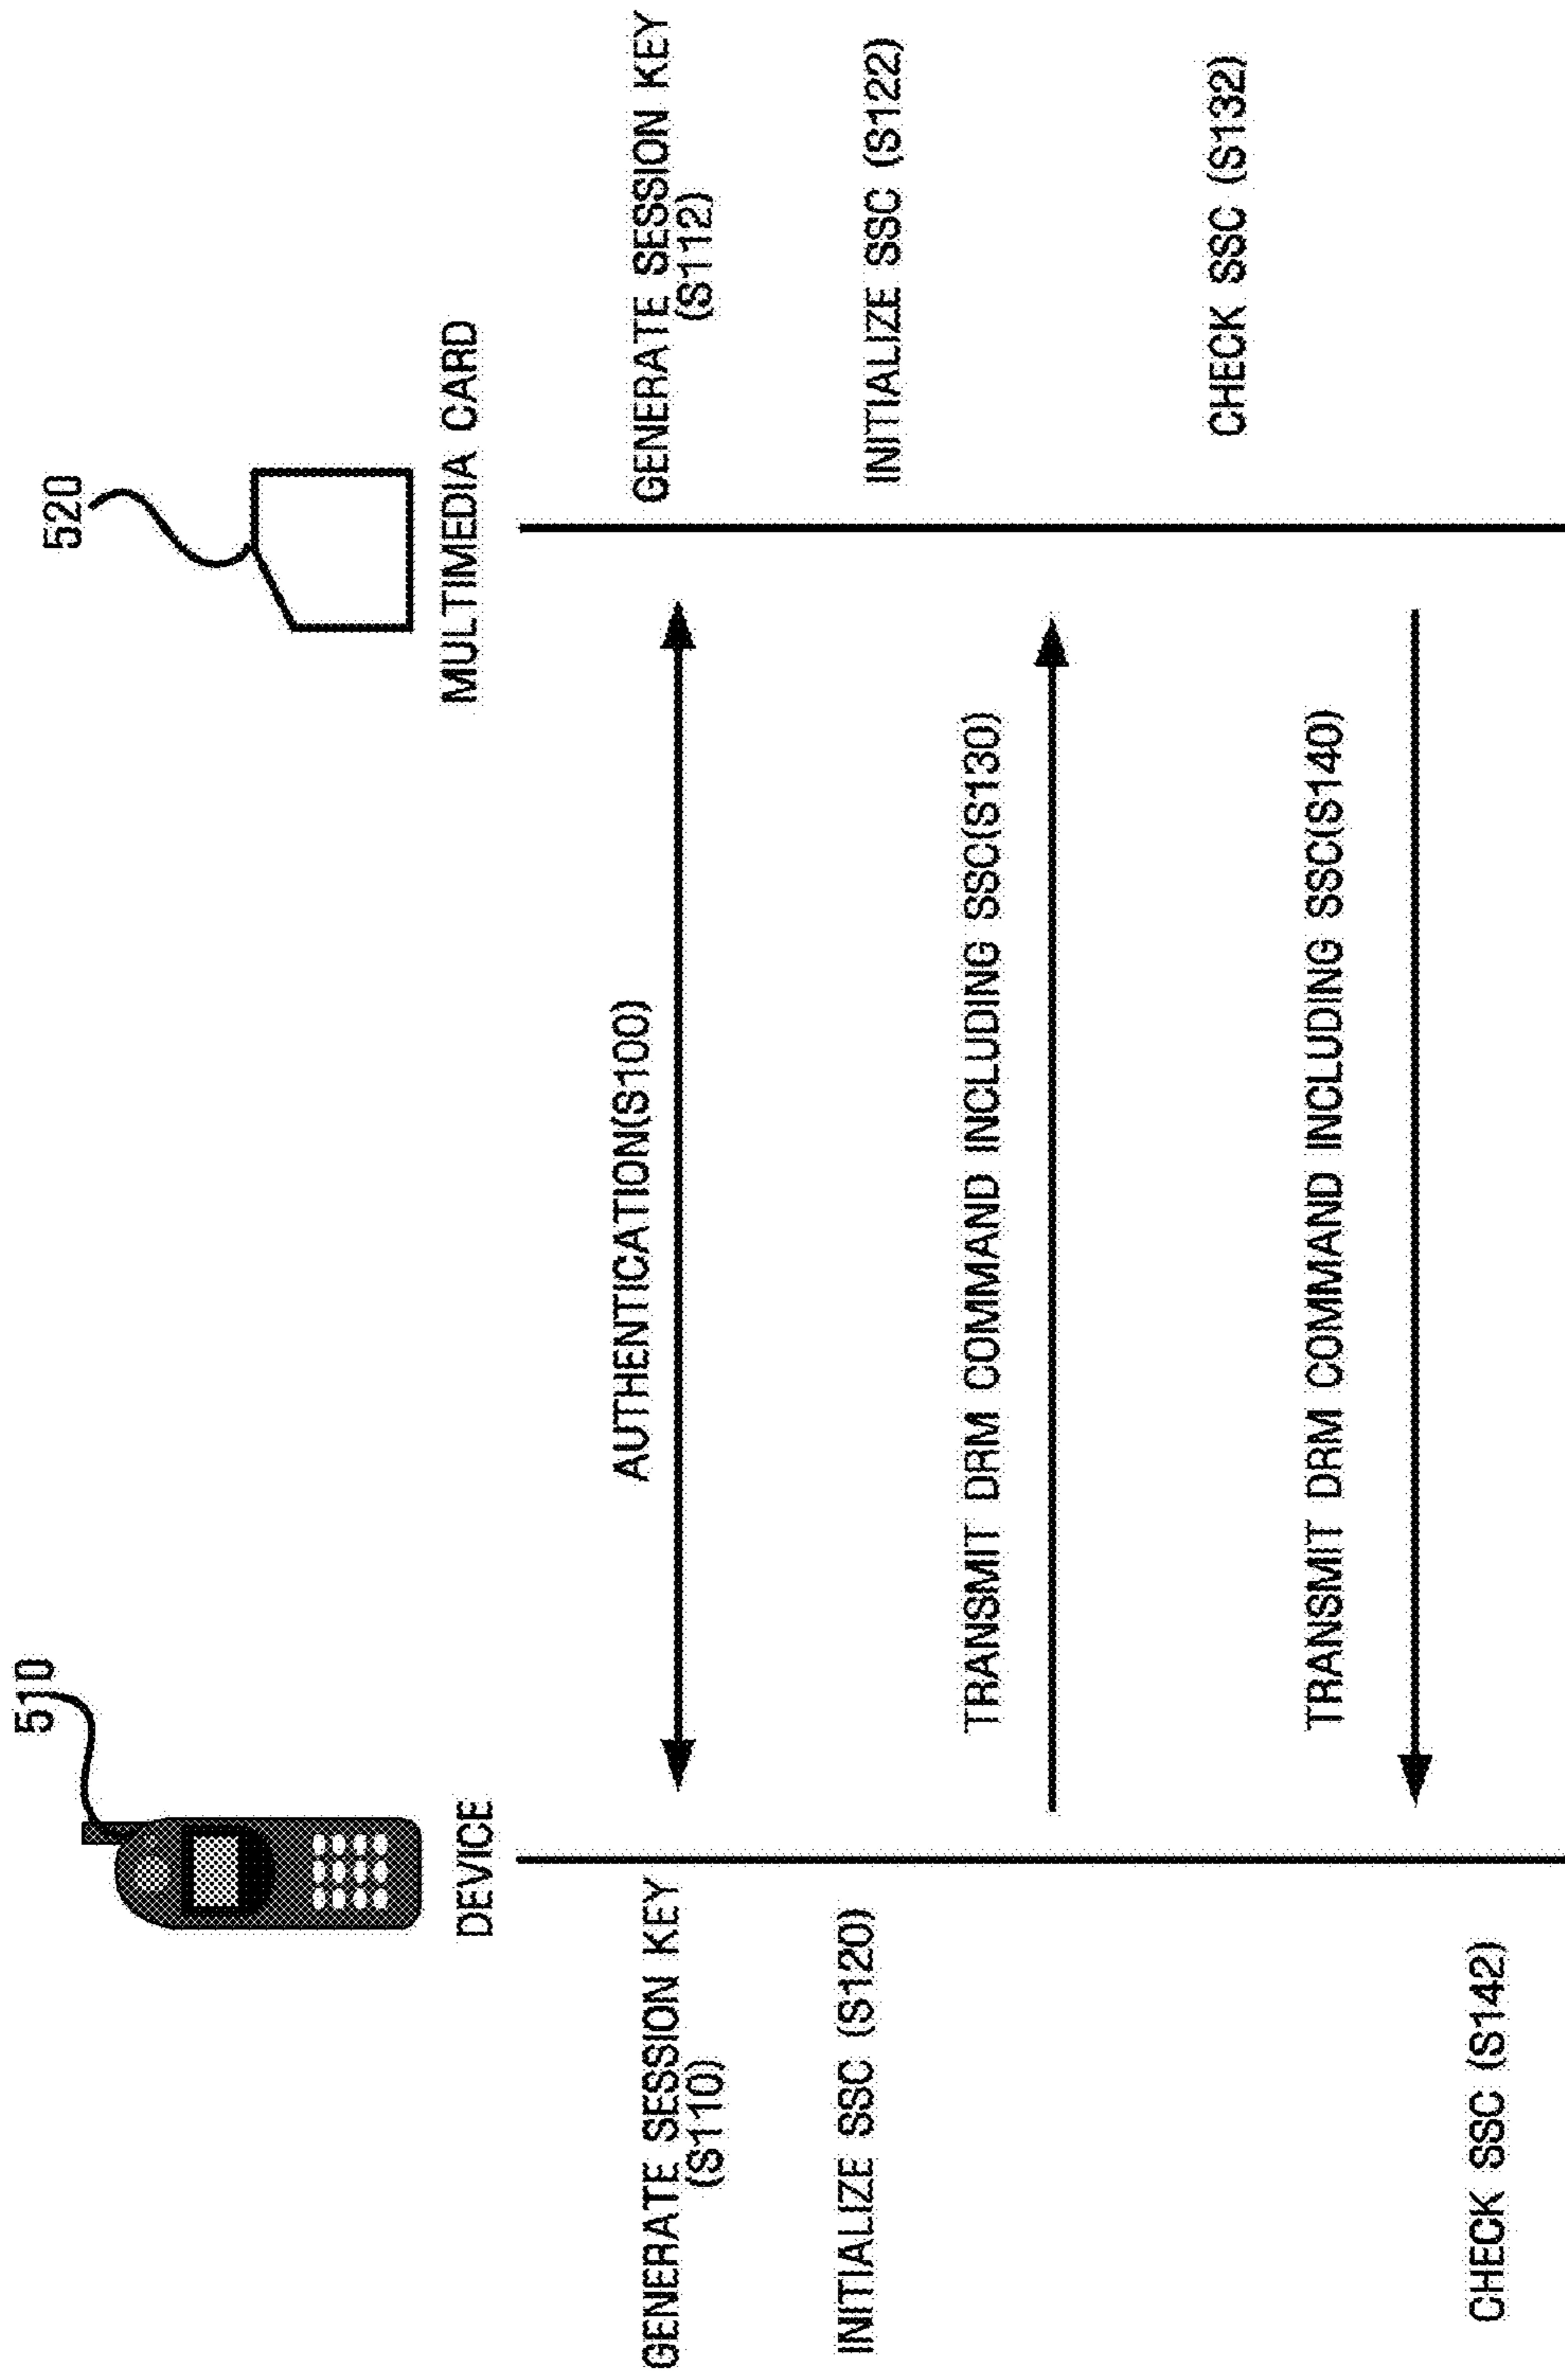 510
520
DEVICE
MULTIMEDIA CARD
GENERATE SESSION KEY
(S110)
AUTHENTICATION(S100)
GENERATE SESSION KEY
(S112)
INITIALIZE SSC (S120)
INITIALIZE SSC (S122)
TRANSMIT DRM COMMAND INCLUDING SSC(S130)
CHECK SSC (S132)
TRANSMIT DRM COMMAND INCLUDING SSC(S140)
CHECK SSC (S142)